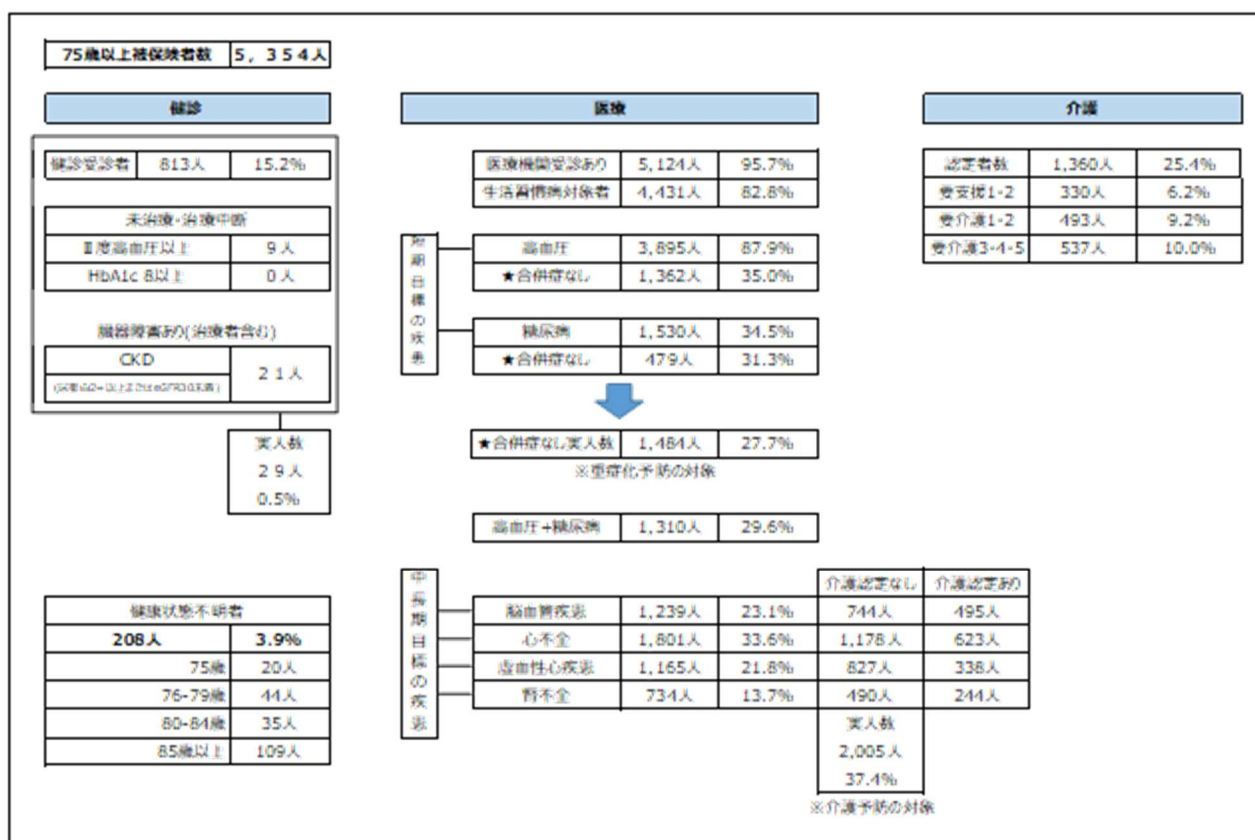 75歳以上被保険者数 5，354人
健診
健診受診者 813人 15.2%
未治療・治療中断
Ⅱ度高血圧以上 9人
HbA1c 8以上 0人
臓器障害あり(治療者含む)
CKD 21人
実人数
29人
0.5%
健康状態不明者
208人 3.9%
75歳 20人
76-79歳 44人
80-84歳 35人
85歳以上 109人
医療
医療機関受診あり 5,124人 95.7%
生活習慣病対象者 4,431人 82.8%
短期目標の疾患
高血圧 3,895人 87.9%
★合併症なし 1,362人 35.0%
糖尿病 1,530人 34.5%
★合併症なし 479人 31.3%
★合併症なし実人数 1,484人 27.7%
※重症化予防の対象
高血圧+糖尿病 1,310人 29.6%
中長期目標の疾患
介護認定なし 介護認定あり
脳血管疾患 1,239人 23.1% 744人 495人
心不全 1,801人 33.6% 1,178人 623人
虚血性心疾患 1,165人 21.8% 827人 338人
腎不全 734人 13.7% 490人 244人
実人数
2,005人
37.4%
※介護予防の対象
介護
認定者数 1,360人 25.4%
要支援1・2 330人 6.2%
要介護1・2 493人 9.2%
要介護3・4・5 537人 10.0%